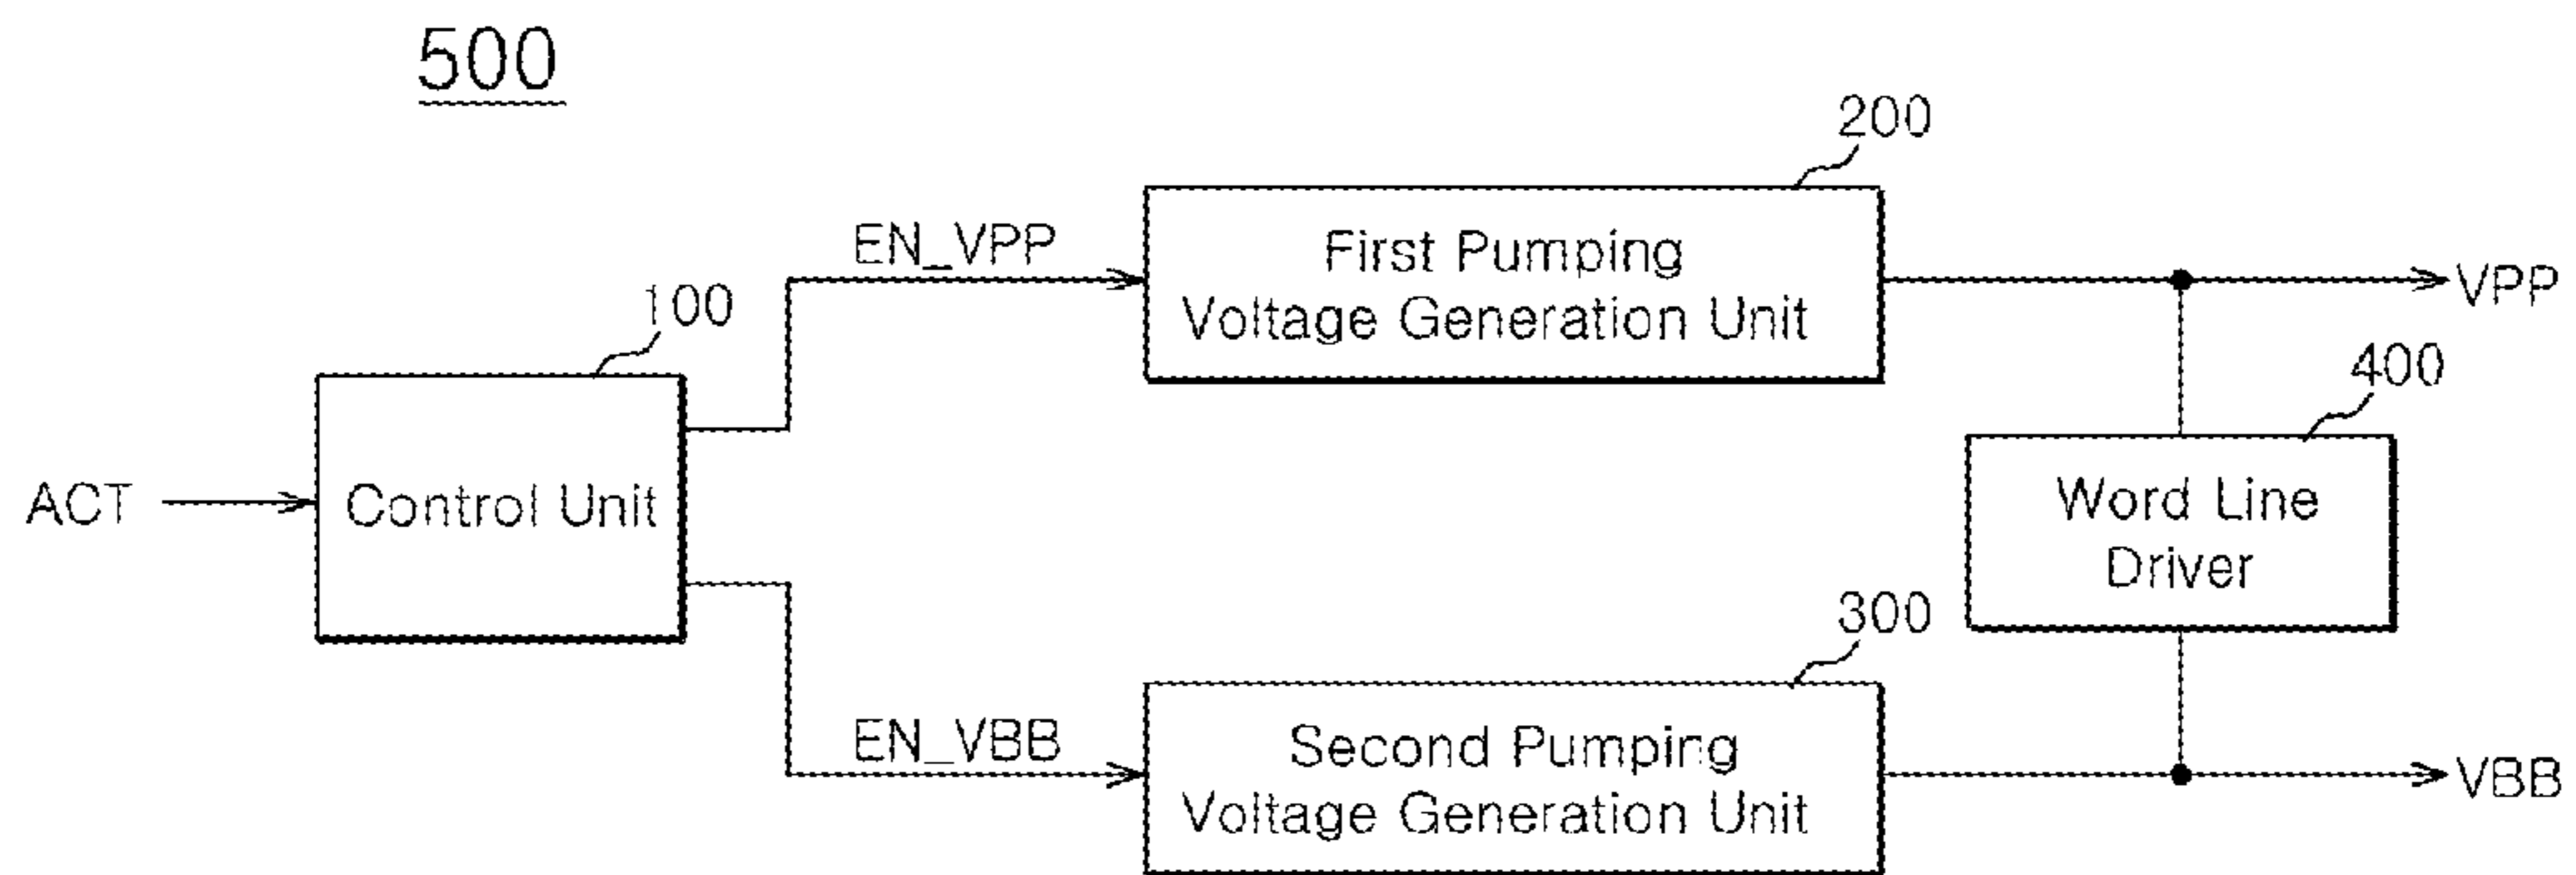 500
200
EN_VPP
First Pumping
Voltage Generation Unit
VPP
100
400
ACT
Control Unit
Word Line
Driver
300
EN_VBB
Second Pumping
Voltage Generation Unit
VBB